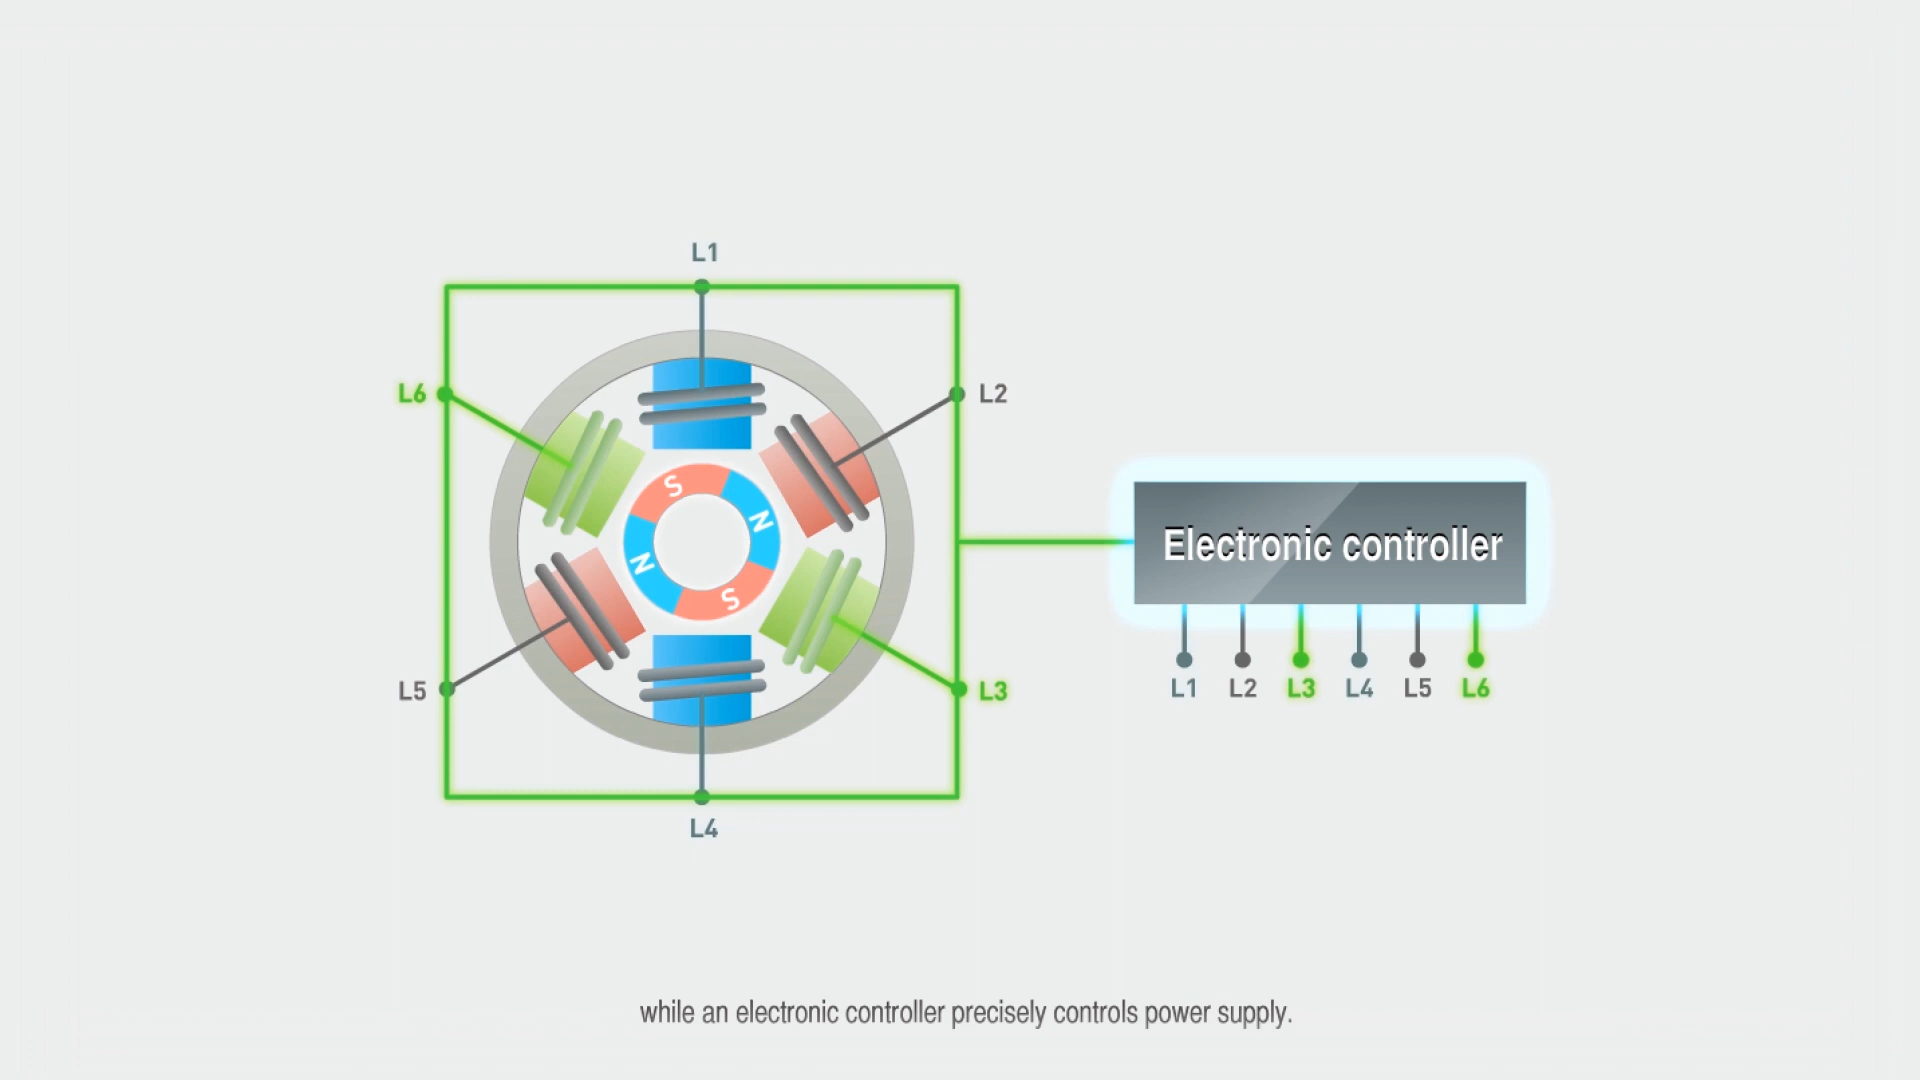 L1
L6
L2
S
N
N
S
L5
L3
L4
Electronic controller
L1 L2 L3 L4 L5 L6
while an electronic controller precisely controls power supply.